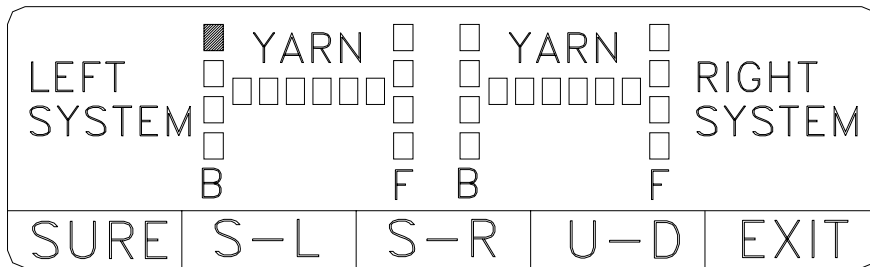 YARN YARN
LEFT RIGHT
SYSTEM SYSTEM
B F B F
SURE S-L S-R U-D EXIT